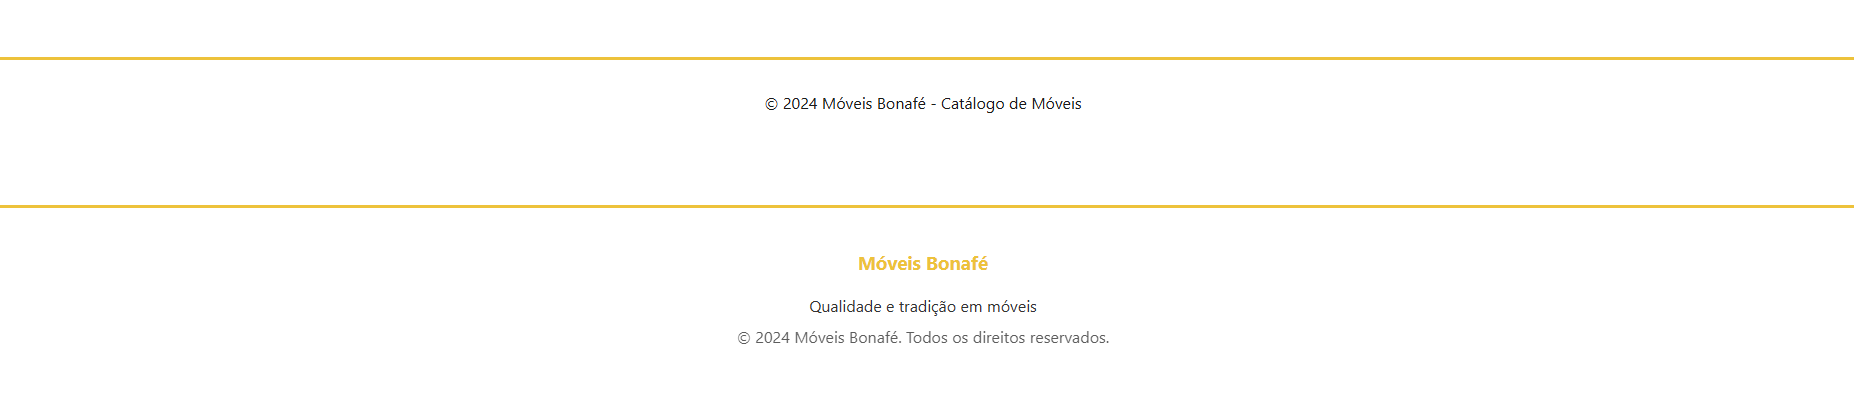 © 2024 Móveis Bonafé - Catálogo de Móveis
Móveis Bonafé
Qualidade e tradição em móveis
© 2024 Móveis Bonafé. Todos os direitos reservados.